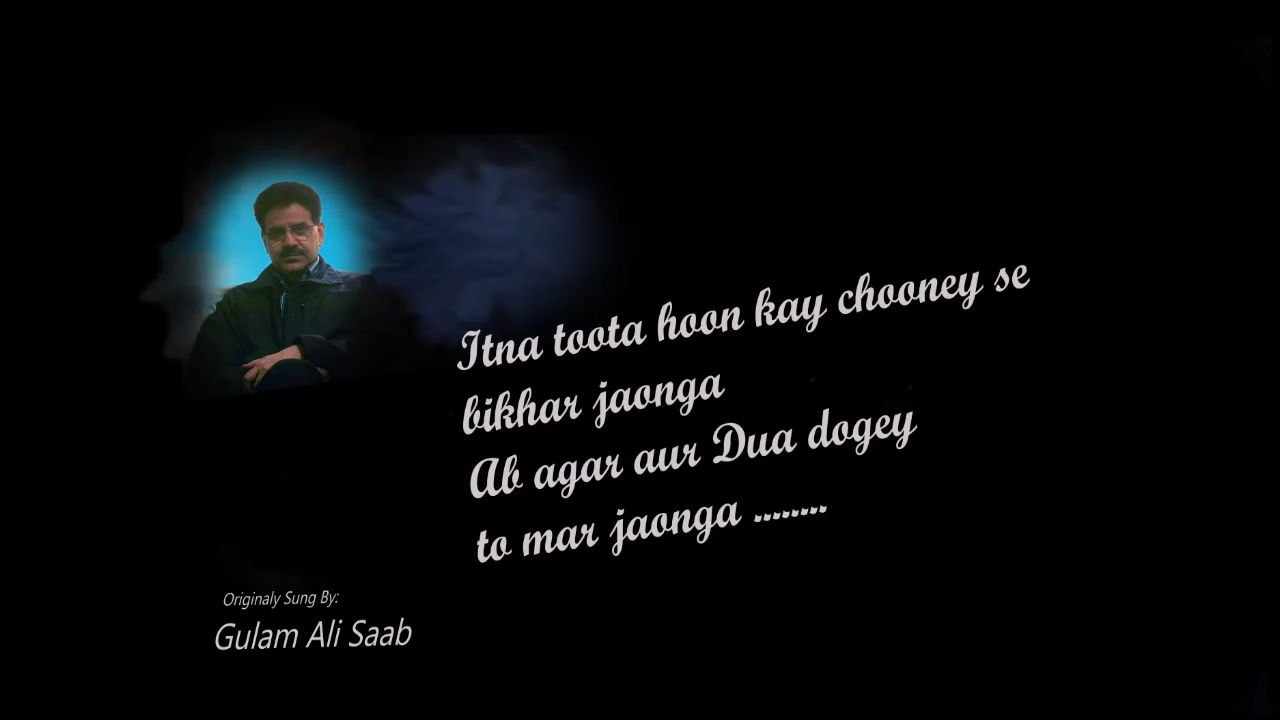 Itna toota hoon kay chooney se
bikhar jaonga
Ab agar aur Dua dogey
to mar jaonga ........
Originaly Sung By:
Gulam Ali Saab